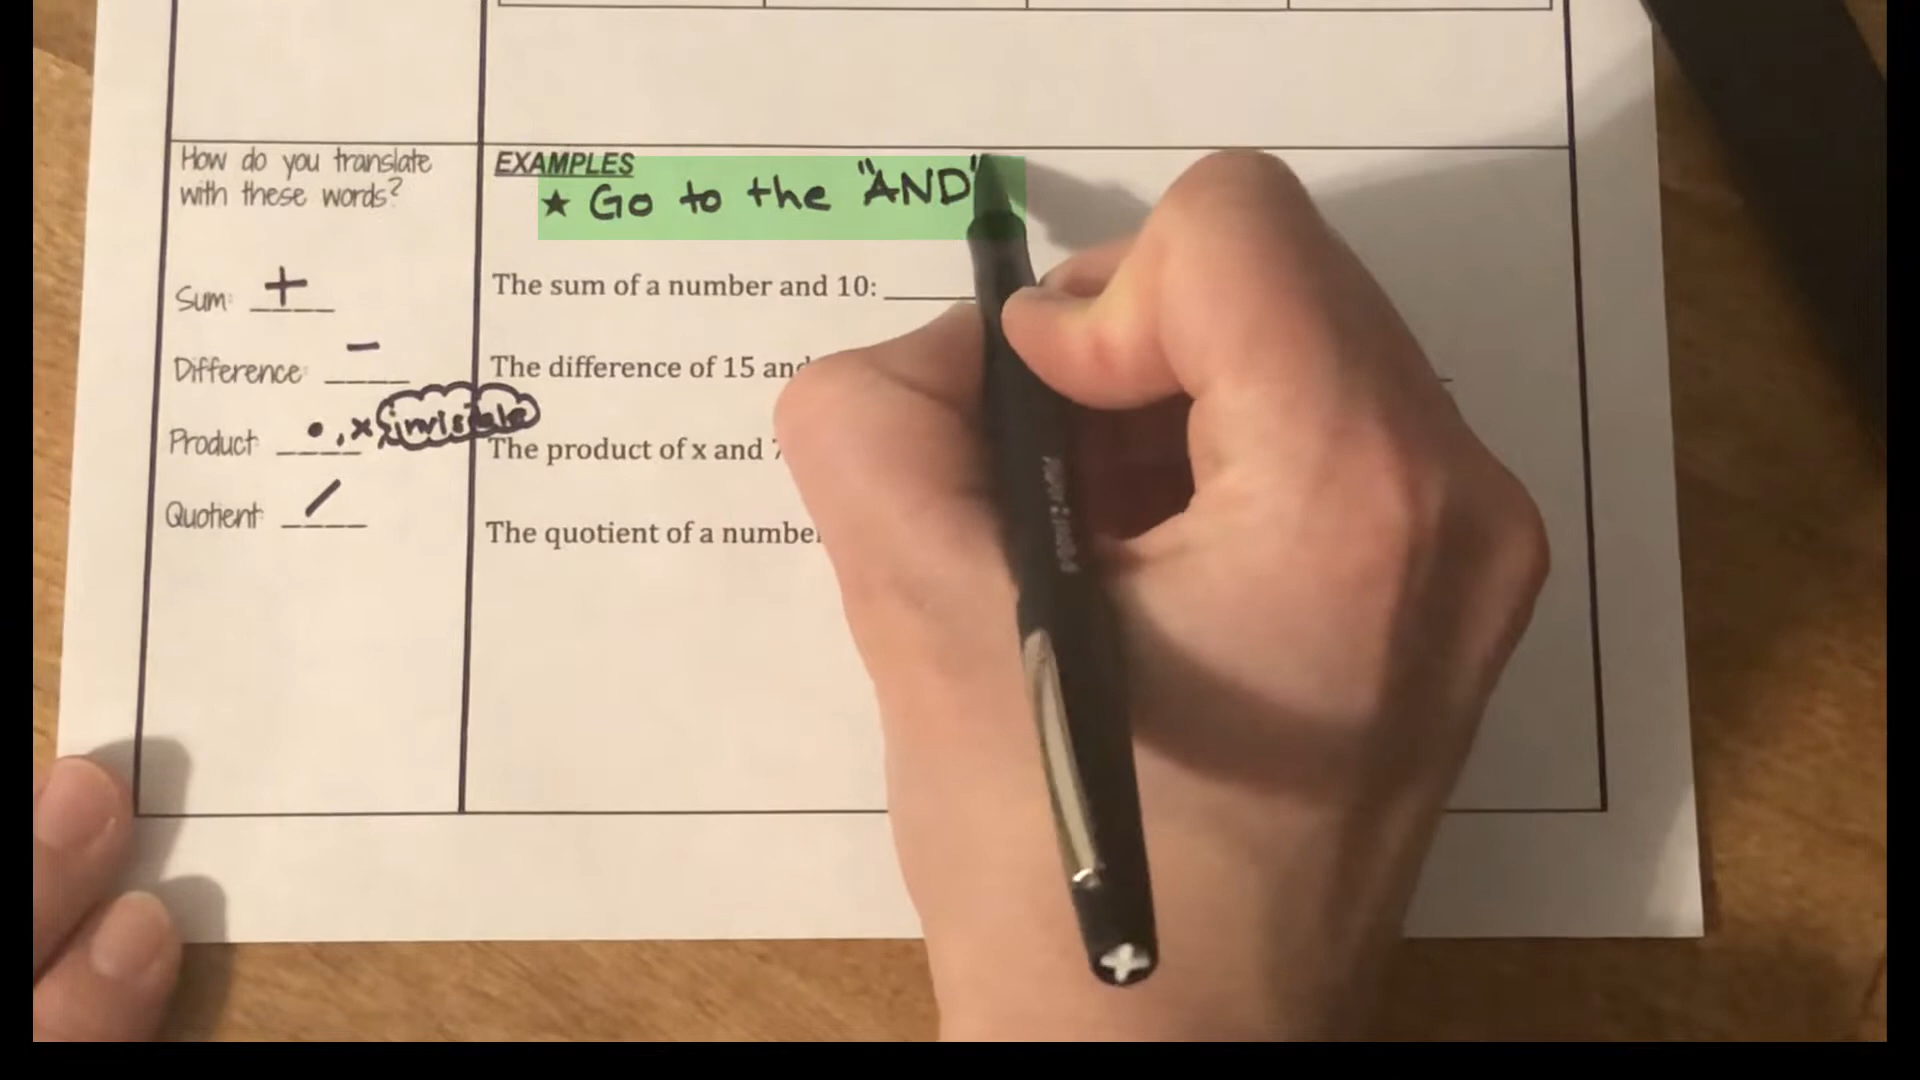 How do you translate
with these words?
Sum: +
Difference: −
Product: •, x, invisible
Quotient: /
EXAMPLES
★ Go to the "AND"
The sum of a number and 10:
The difference of 15 and
The product of x and
The quotient of a number